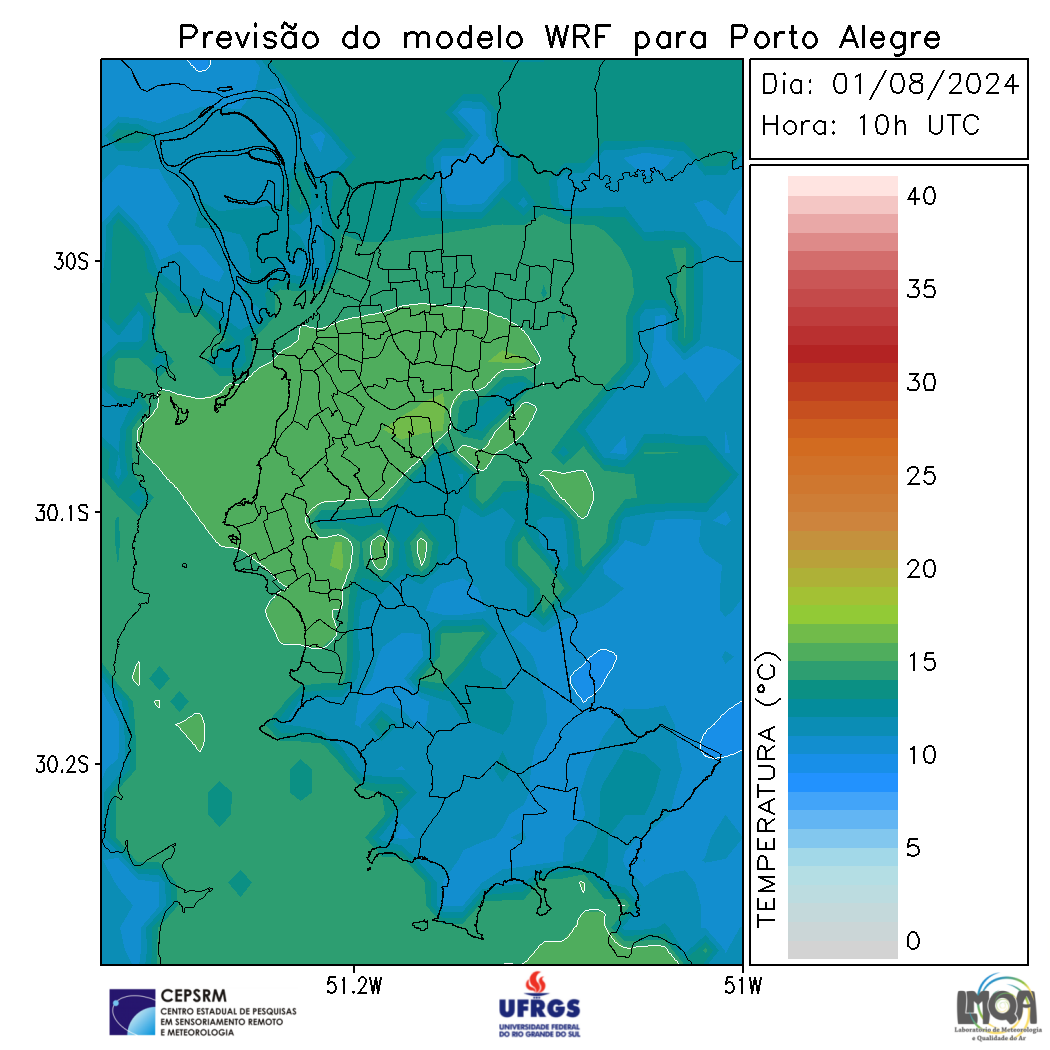 Previsão do modelo WRF para Porto Alegre
Dia: 01/08/2024
Hora: 10h UTC
40
35
30
25
20
15
10
5
0
TEMPERATURA (°C)
30S
30.1S
30.2S
51.2W
51W
CEPSRM
CENTRO ESTADUAL DE PESQUISAS
EM SENSORIAMENTO REMOTO
E METEOROLOGIA
UFRGS
UNIVERSIDADE FEDERAL
DO RIO GRANDE DO SUL
LMQA
Laboratório de Meteorologia
e Qualidade do Ar